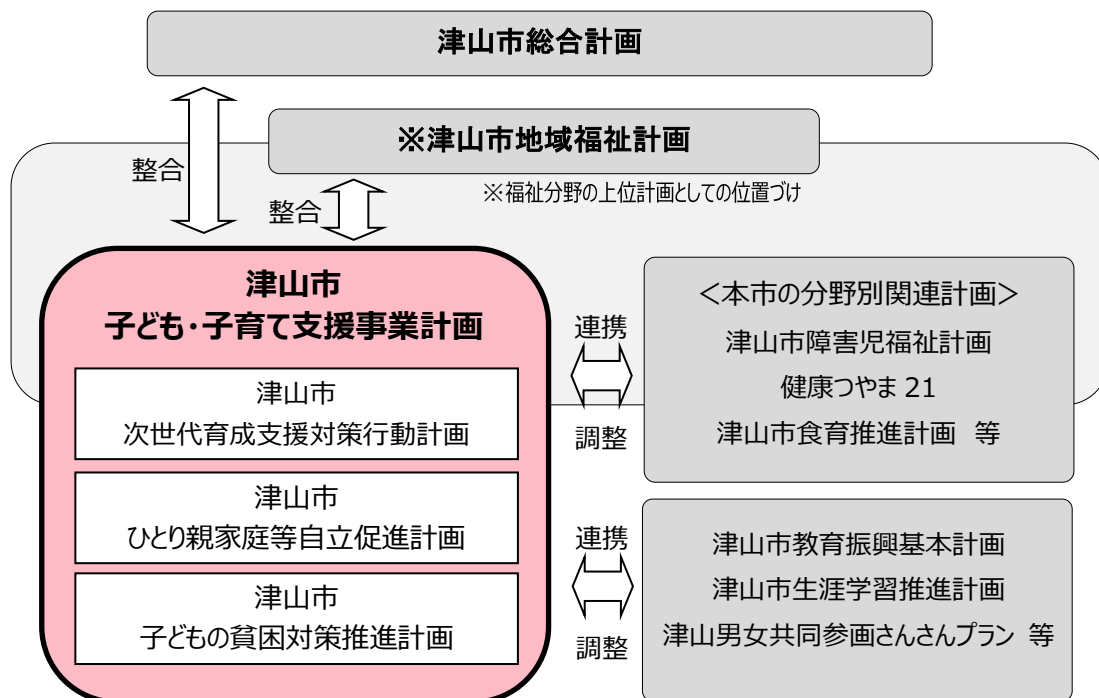 津山市総合計画
※津山市地域福祉計画
整合
※福祉分野の上位計画としての位置づけ
整合
津山市
子ども・子育て支援事業計画
津山市
次世代育成支援対策行動計画
津山市
ひとり親家庭等自立促進計画
津山市
子どもの貧困対策推進計画
連携
調整
<本市の分野別関連計画>
津山市障害児福祉計画
健康つやま 21
津山市食育推進計画 等
連携
調整
津山市教育振興基本計画
津山市生涯学習推進計画
津山男女共同参画さんさんプラン 等